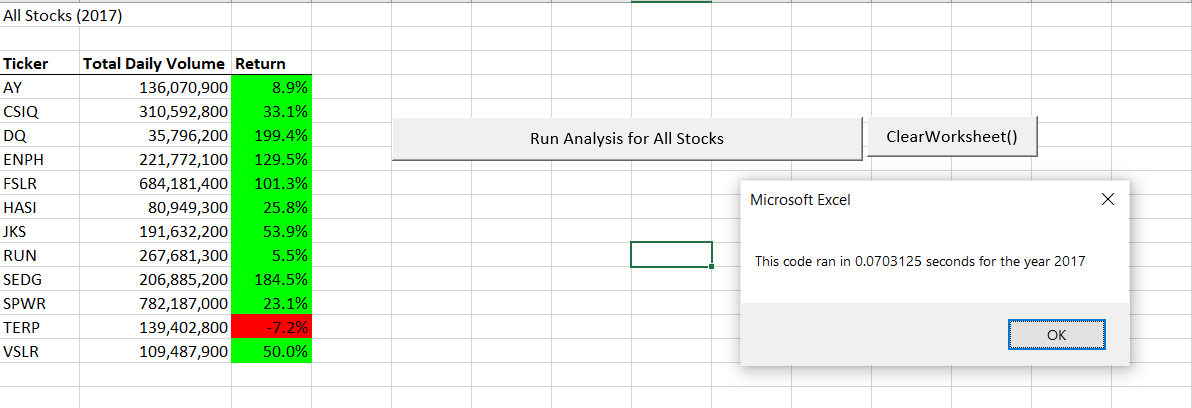 All Stocks (2017)
Ticker Total Daily Volume Return
AY 136,070,900 8.9%
CSIQ 310,592,800 33.1%
DQ 35,796,200 199.4%
ENPH 221,772,100 129.5%
FSLR 684,181,400 101.3%
HASI 80,949,300 25.8%
JKS 191,632,200 53.9%
RUN 267,681,300 5.5%
SEDG 206,885,200 184.5%
SPWR 782,187,000 23.1%
TERP 139,402,800 -7.2%
VSLR 109,487,900 50.0%
Run Analysis for All Stocks
ClearWorksheet()
Microsoft Excel
This code ran in 0.0703125 seconds for the year 2017
OK